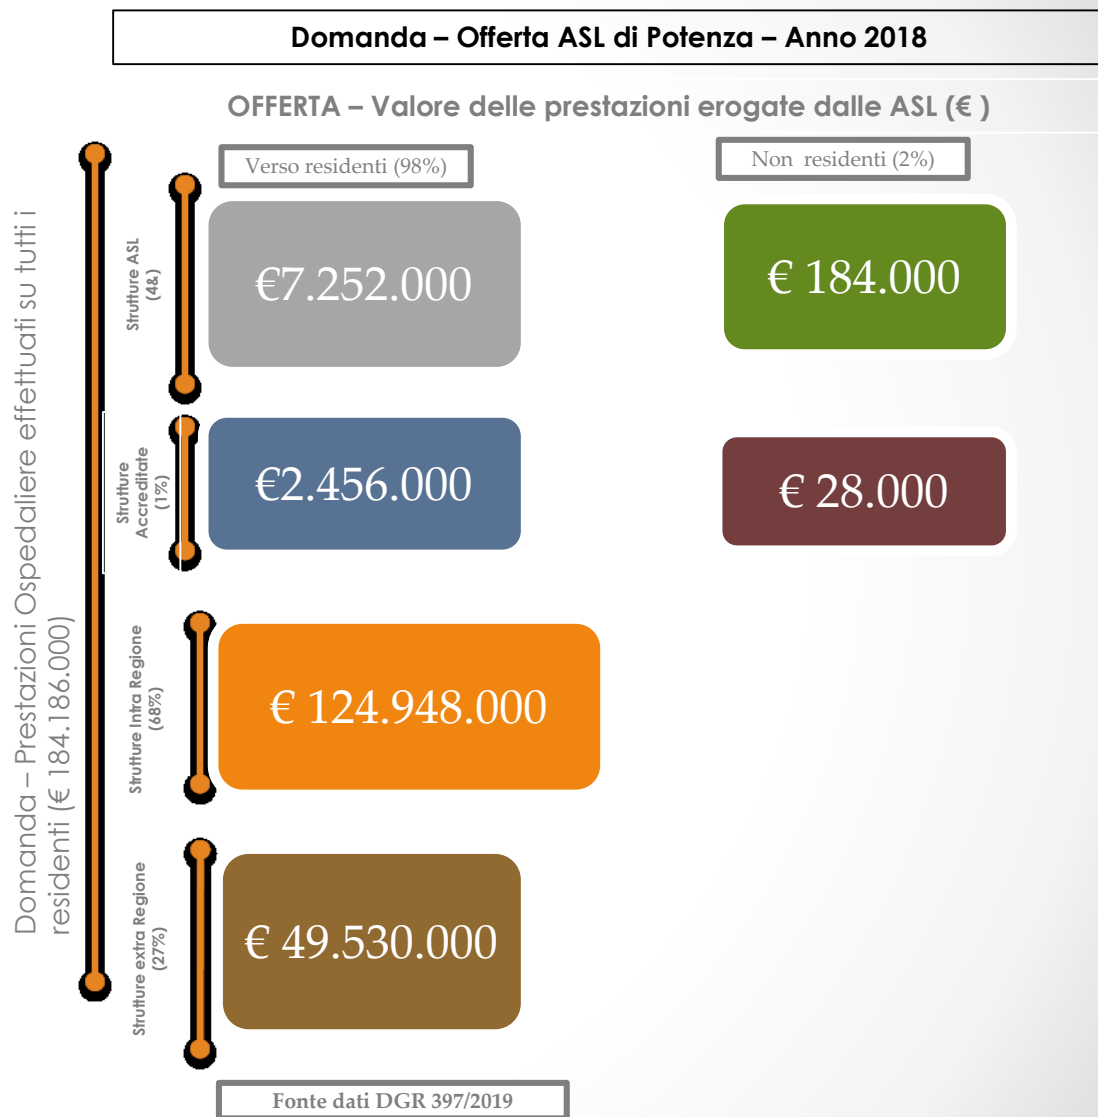 Domanda – Offerta ASL di Potenza – Anno 2018
OFFERTA – Valore delle prestazioni erogate dalle ASL (€ )
Verso residenti (98%)
Non residenti (2%)
Domanda – Prestazioni Ospedaliere effettuati su tutti i
residenti (€ 184.186.000)
Strutture ASL
(4&
€7.252.000
€ 184.000
Strutture
Accreditate
(1%)
€2.456.000
€ 28.000
Strutture Intra Regione
(68%)
€ 124.948.000
Strutture extra Regione
(27%)
€ 49.530.000
Fonte dati DGR 397/2019